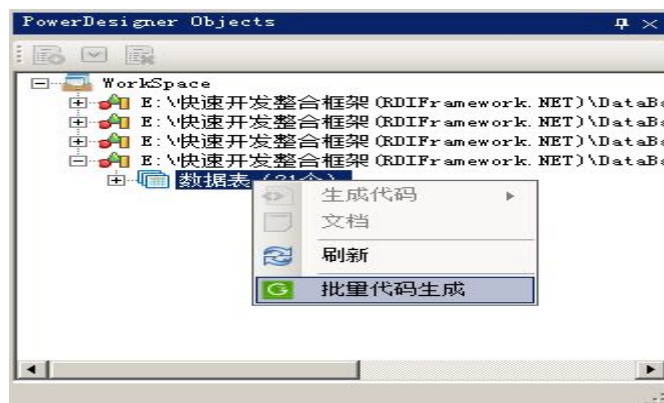 PowerDesigner Objects
WorkSpace
E:\快速开发整合框架(RDIFramework.NET)\DataBa
E:\快速开发整合框架(RDIFramework.NET)\DataBa
E:\快速开发整合框架(RDIFramework.NET)\DataBa
E:\快速开发整合框架(RDIFramework.NET)\DataBa
数据表 (21个)
生成代码
文档
刷新
批量代码生成